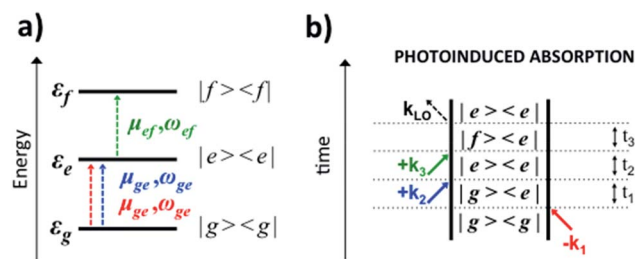 a)
Energy
ε_f
|f><f|
μ_ef,ω_ef
ε_e
|e><e|
μ_ge,ω_ge
μ_ge,ω_ge
ε_g
|g><g|
b)
PHOTOINDUCED ABSORPTION
time
k_LO
|e><e|
|f><e|
t_3
+k_3
|e><e|
t_2
+k_2
|g><e|
t_1
|g><g|
-k_1